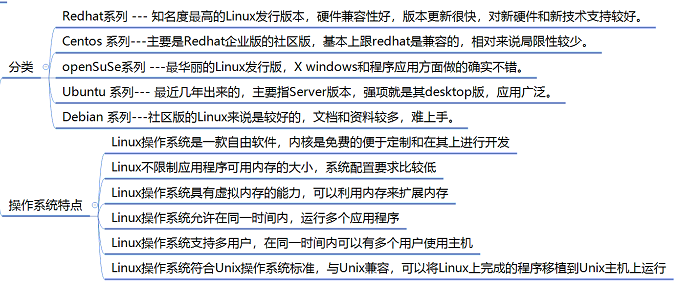 分类
Redhat系列 --- 知名度最高的Linux发行版本，硬件兼容性好，版本更新很快，对新硬件和新技术支持较好。
Centos 系列---主要是Redhat企业版的社区版，基本上跟redhat是兼容的，相对来说局限性较少。
openSuSe系列 ---最华丽的Linux发行版，X windows和程序应用方面做的确实不错。
Ubuntu 系列--- 最近几年出来的，主要指Server版本，强项就是其desktop版，应用广泛。
Debian 系列---社区版的Linux来说是较好的，文档和资料较多，难上手。
操作系统特点
Linux操作系统是一款自由软件，内核是免费的便于定制和在其上进行开发
Linux不限制应用程序可用内存的大小，系统配置要求比较低
Linux操作系统具有虚拟内存的能力，可以利用内存来扩展内存
Linux操作系统允许在同一时间内，运行多个应用程序
Linux操作系统支持多用户，在同一时间内可以有多个用户使用主机
Linux操作系统符合Unix操作系统标准，与Unix兼容，可以将Linux上完成的程序移植到Unix主机上运行